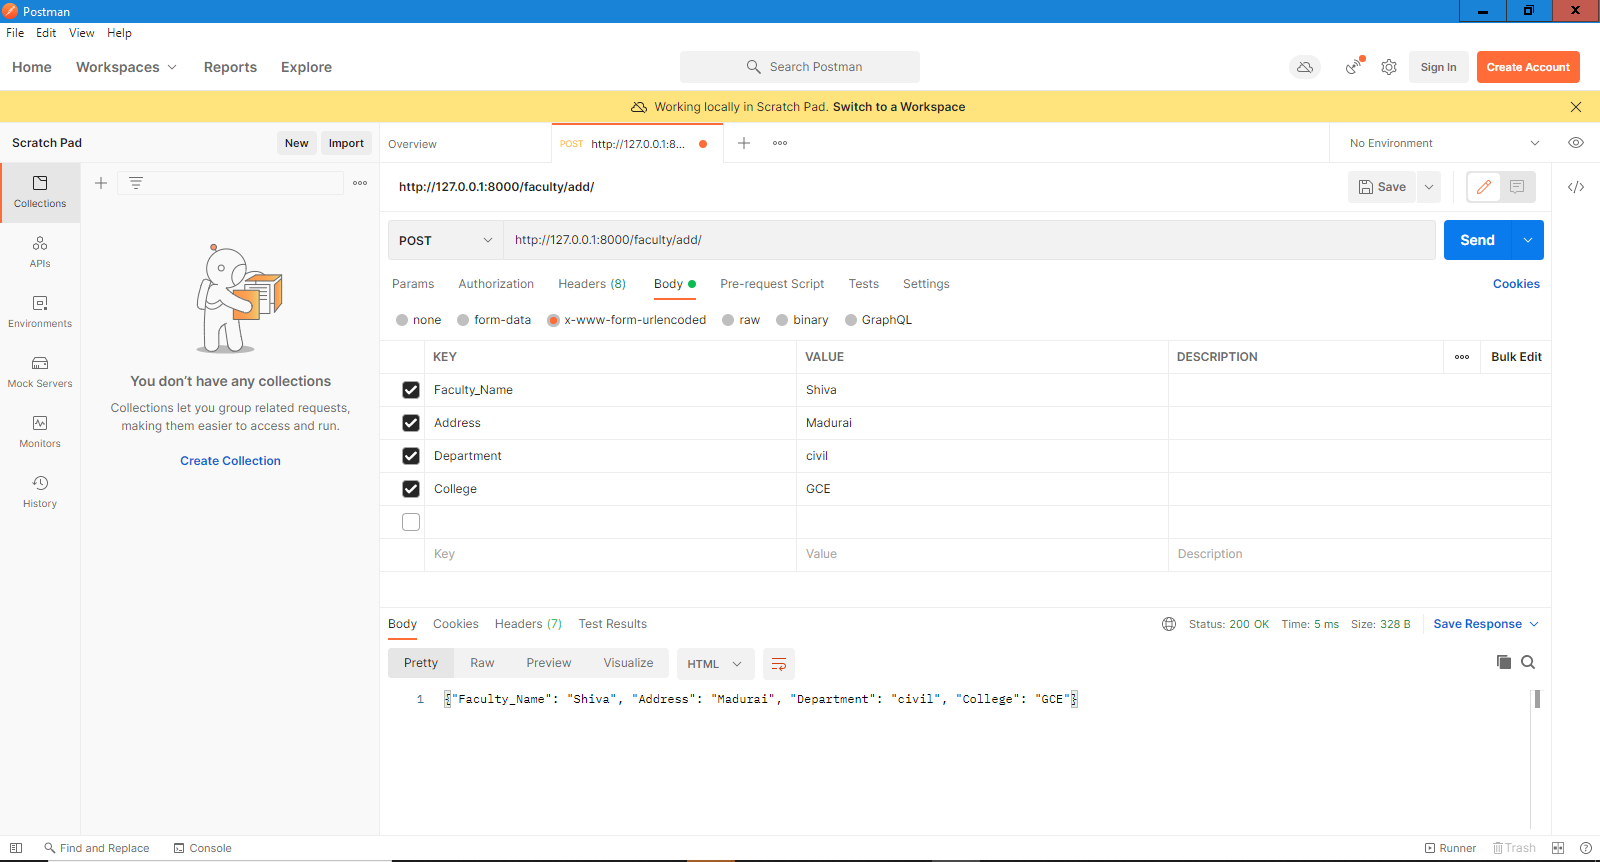 Postman
File Edit View Help
Home Workspaces Reports Explore Search Postman Sign In Create Account
Working locally in Scratch Pad. Switch to a Workspace
Scratch Pad New Import Overview POST http://127.0.0.1:8... No Environment
http://127.0.0.1:8000/faculty/add/ Save
Collections
POST http://127.0.0.1:8000/faculty/add/ Send
APIs
Params Authorization Headers (8) Body Pre-request Script Tests Settings Cookies
Environments
none form-data x-www-form-urlencoded raw binary GraphQL
KEY VALUE DESCRIPTION Bulk Edit
Mock Servers
You don't have any collections
Faculty_Name Shiva
Collections let you group related requests,
making them easier to access and run.
Address Madurai
Monitors
Create Collection
Department civil
College GCE
History
Key Value Description
Body Cookies Headers (7) Test Results Status: 200 OK Time: 5 ms Size: 328 B Save Response
Pretty Raw Preview Visualize HTML
1 {"Faculty_Name": "Shiva", "Address": "Madurai", "Department": "civil", "College": "GCE"}
Find and Replace Console Runner Trash